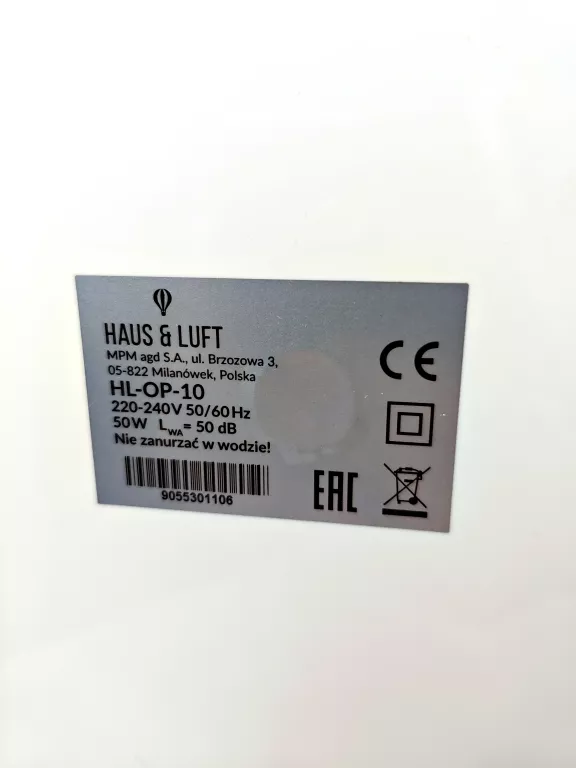 HAUS & LUFT
MPM agd S.A., ul. Brzozowa 3,
05-822 Milanówek, Polska
HL-OP-10
220-240V 50/60Hz
50W LWA= 50 dB
Nie zanurzać w wodzie!
9055301106
CE
EAC